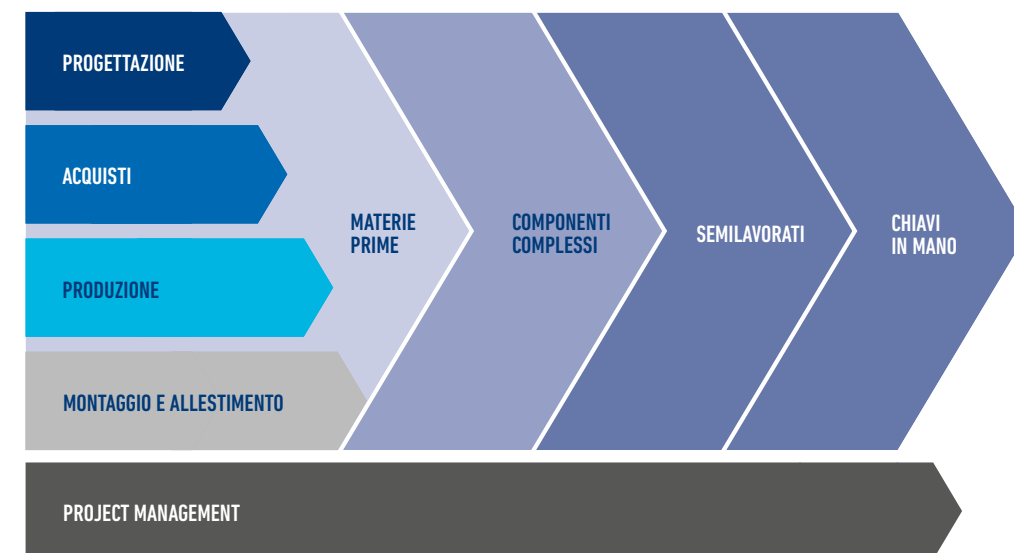 PROGETTAZIONE
ACQUISTI
PRODUZIONE
MONTAGGIO E ALLESTIMENTO
MATERIE
PRIME
COMPONENTI
COMPLESSI
SEMILAVORATI
CHIAVI
IN MANO
PROJECT MANAGEMENT